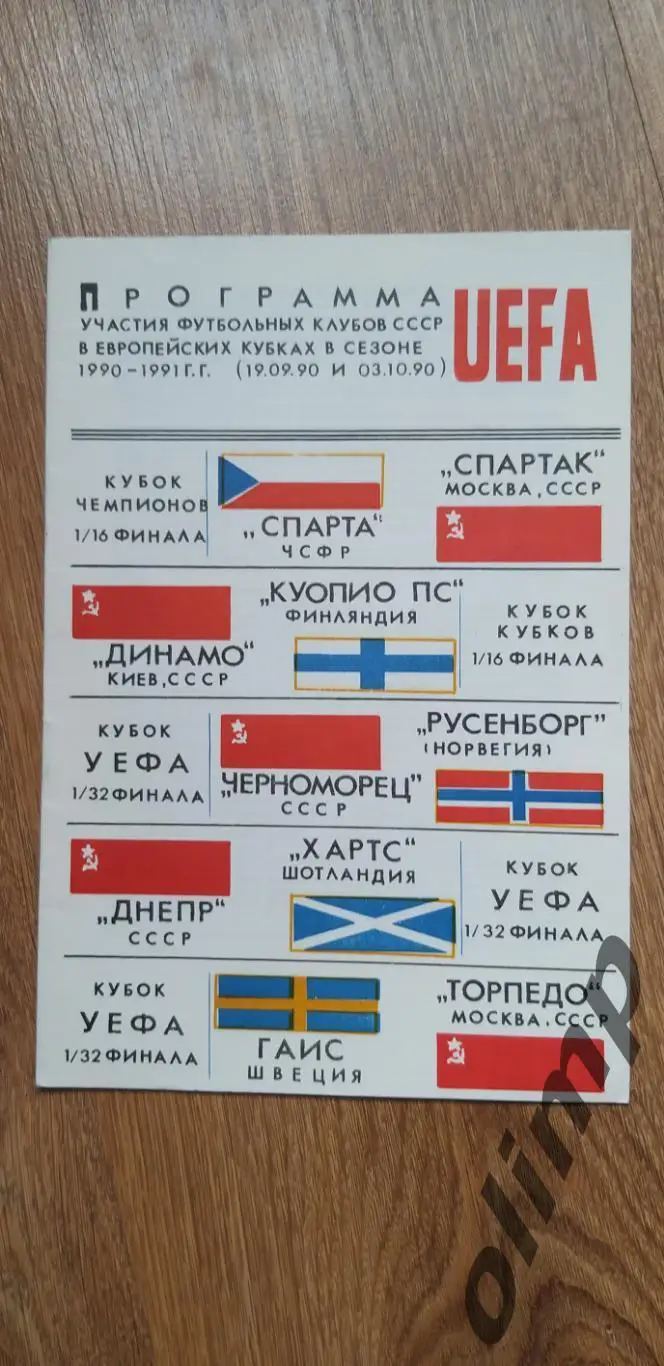 ПРОГРАММА
УЧАСТИЯ ФУТБОЛЬНЫХ КЛУБОВ СССР
В ЕВРОПЕЙСКИХ КУБКАХ В СЕЗОНЕ
1990-1991 Г.Г. (19.09.90 И 03.10.90)
UEFA
КУБОК
ЧЕМПИОНОВ
1/16 ФИНАЛА
„СПАРТА"
ЧСФР
„СПАРТАК"
МОСКВА, СССР
„ДИНАМО"
КИЕВ, СССР
„КУОПИО ПС"
ФИНЛЯНДИЯ
КУБОК
КУБКОВ
1/16 ФИНАЛА
КУБОК
УЕФА
1/32 ФИНАЛА
„ЧЕРНОМОРЕЦ"
СССР
„РУСЕНБОРГ"
(НОРВЕГИЯ)
„ДНЕПР"
СССР
„ХАРТС"
ШОТЛАНДИЯ
КУБОК
УЕФА
1/32 ФИНАЛА
КУБОК
УЕФА
1/32 ФИНАЛА
ГАИС
ШВЕЦИЯ
„ТОРПЕДО"
МОСКВА, СССР
olimp